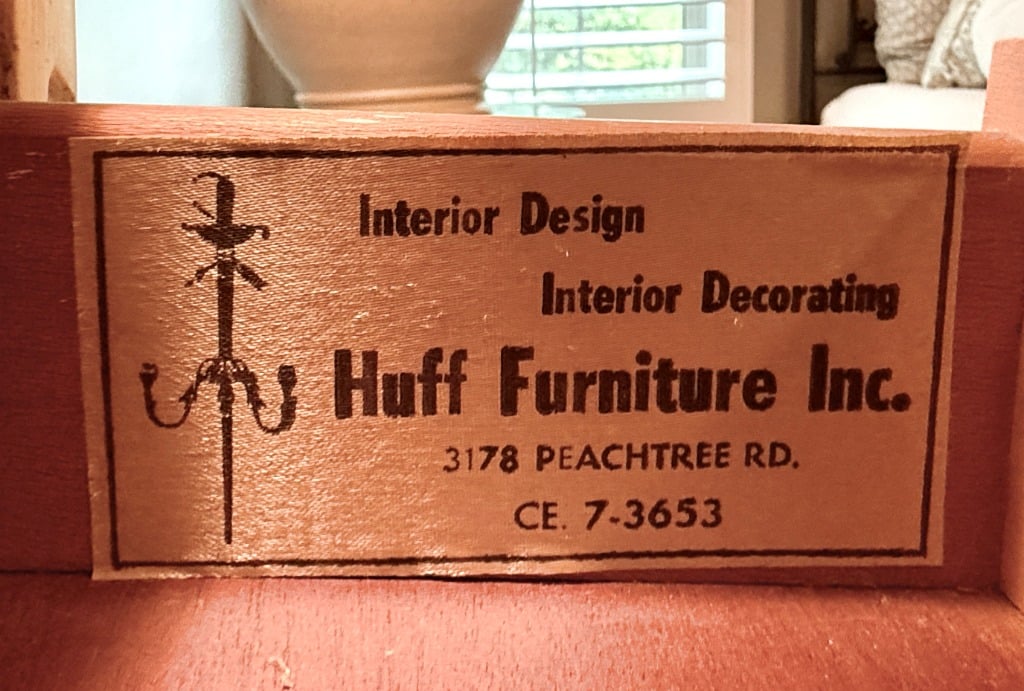 Interior Design
Interior Decorating
Huff Furniture Inc.
3178 PEACHTREE RD.
CE. 7-3653